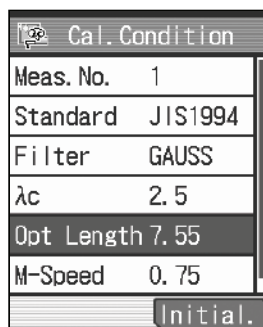 Cal. Condition
Meas. No. 1
Standard JIS1994
Filter GAUSS
λc 2.5
Opt Length 7.55
M-Speed 0.75
Initial.